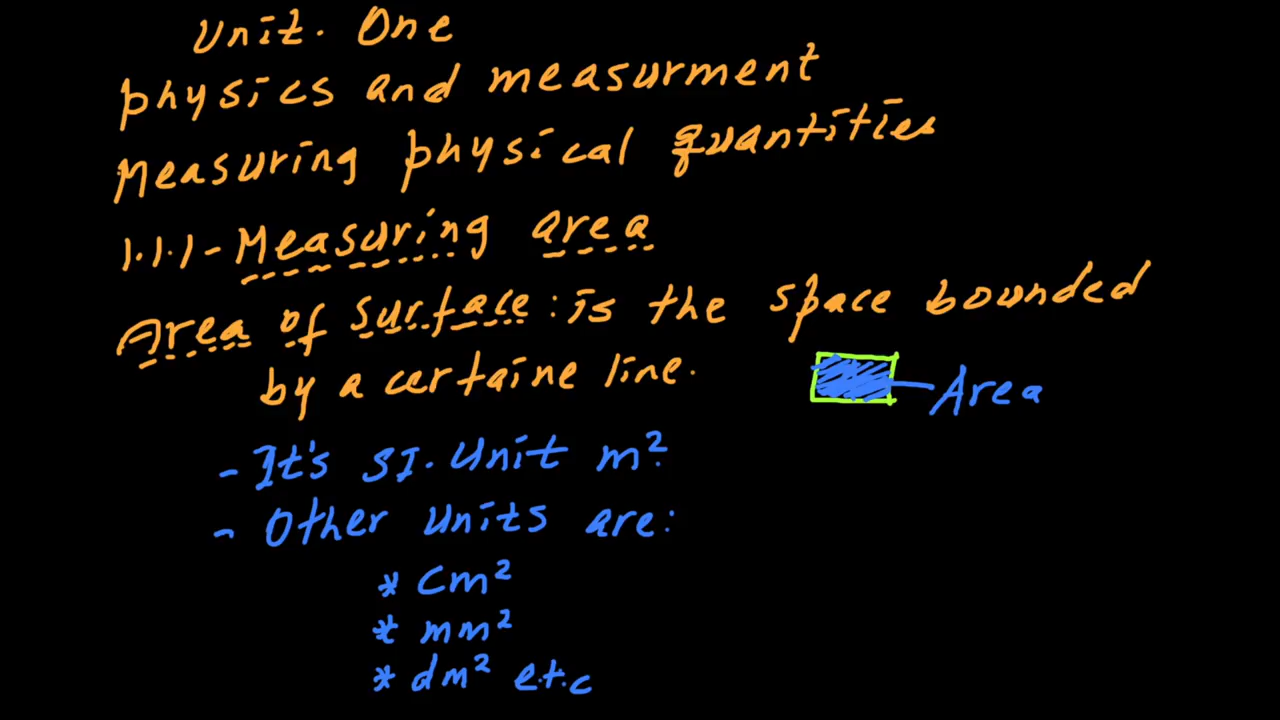 Unit. One
physics and measurment
Measuring physical quantities
1.1.1- Measuring area
Area of surface: is the space bounded
by a certaine line.
Area
- It's SI. Unit m².
- Other units are:
* Cm²
* mm²
* dm² e.t.c